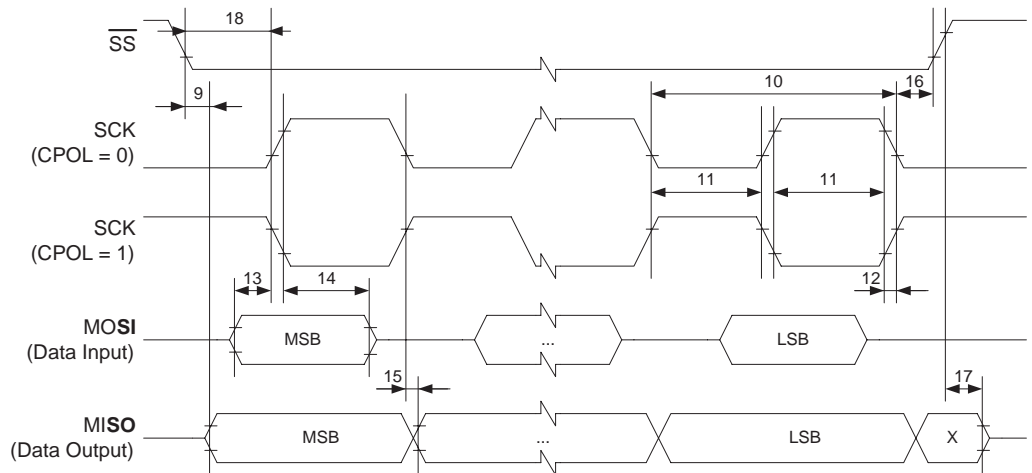 18
SS
10
16
9
SCK
(CPOL = 0)
11
11
SCK
(CPOL = 1)
12
13
14
MOSI
(Data Input)
MSB
...
LSB
15
17
MISO
(Data Output)
MSB
...
LSB
X